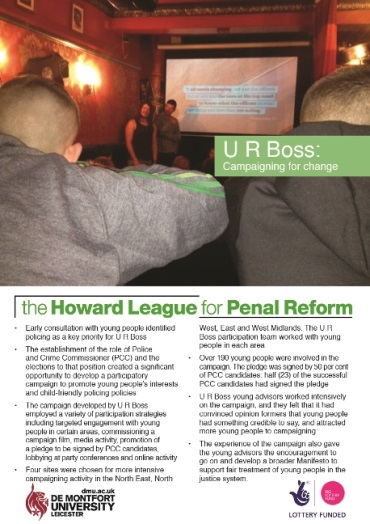 U R Boss:
Campaigning for change
the Howard League for Penal Reform
• Early consultation with young people identified
policing as a key priority for U R Boss
• The establishment of the role of Police
and Crime Commissioner (PCC) and the
elections to that position created a significant
opportunity to develop a participatory
campaign to promote young people's interests
and child-friendly policing policies
• The campaign developed by U R Boss
employed a variety of participation strategies
including targeted engagement with young
people in certain areas, commissioning a
campaign film, media activity, promotion of
a pledge to be signed by PCC candidates,
lobbying at party conferences and online activity
• Four sites were chosen for more intensive
campaigning activity in the North East, North
West, East and West Midlands. The U R
Boss participation team worked with young
people in each area
• Over 190 young people were involved in the
campaign. The pledge was signed by 50 per cent
of PCC candidates: half (23) of the successful
PCC candidates had signed the pledge
• U R Boss young advisors worked intensively
on the campaign, and they felt that it had
convinced opinion formers that young people
had something credible to say, and attracted
more young people to campaigning
• The experience of the campaign also gave
the young advisors the encouragement to
go on and develop a broader Manifesto to
support fair treatment of young people in the
justice system.
dmu.ac.uk
DE MONTFORT
UNIVERSITY
LEICESTER
LOTTERY FUNDED